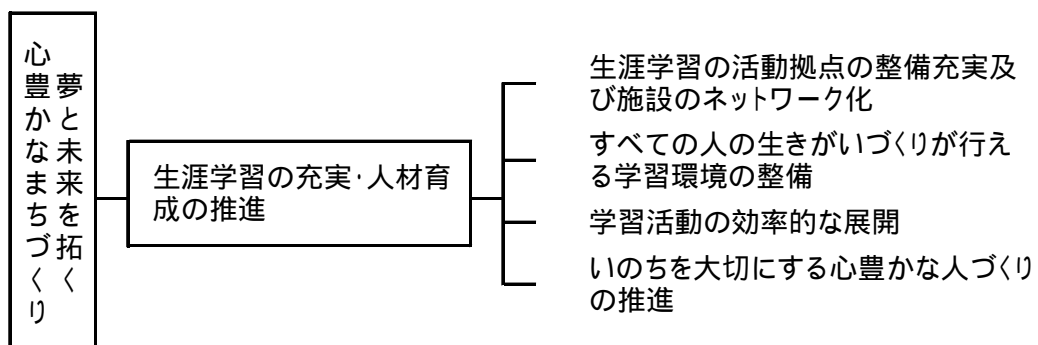 夢と未来を拓く
心豊かなまちづくり
生涯学習の充実･人材育
成の推進
生涯学習の活動拠点の整備充実及
び施設のネットワーク化
すべての人の生きがいづくりが行え
る学習環境の整備
学習活動の効率的な展開
いのちを大切にする心豊かな人づくり
の推進